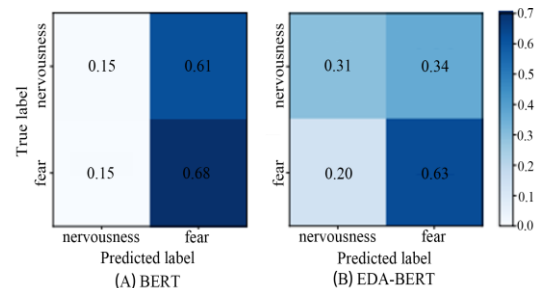 True label
nervousness
fear
0.15
0.61
0.15
0.68
nervousness
fear
Predicted label
(A) BERT
nervousness
fear
0.31
0.34
0.20
0.63
nervousness
fear
Predicted label
(B) EDA-BERT
0.7
0.6
0.5
0.4
0.3
0.2
0.1
0.0